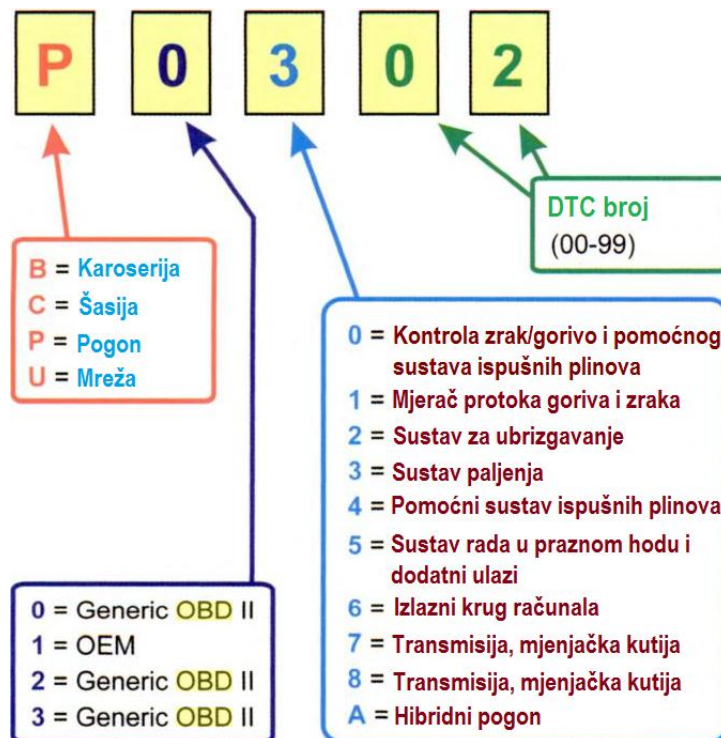 P 0 3 0 2
DTC broj
(00-99)
B = Karoserija
C = Šasija
P = Pogon
U = Mreža
0 = Kontrola zrak/gorivo i pomoćnog
sustava ispušnih plinova
1 = Mjerač protoka goriva i zraka
2 = Sustav za ubrizgavanje
3 = Sustav paljenja
4 = Pomoćni sustav ispušnih plinova
5 = Sustav rada u praznom hodu i
dodatni ulazi
6 = Izlazni krug računala
7 = Transmisija, mjenjačka kutija
8 = Transmisija, mjenjačka kutija
A = Hibridni pogon
0 = Generic OBD II
1 = OEM
2 = Generic OBD II
3 = Generic OBD II